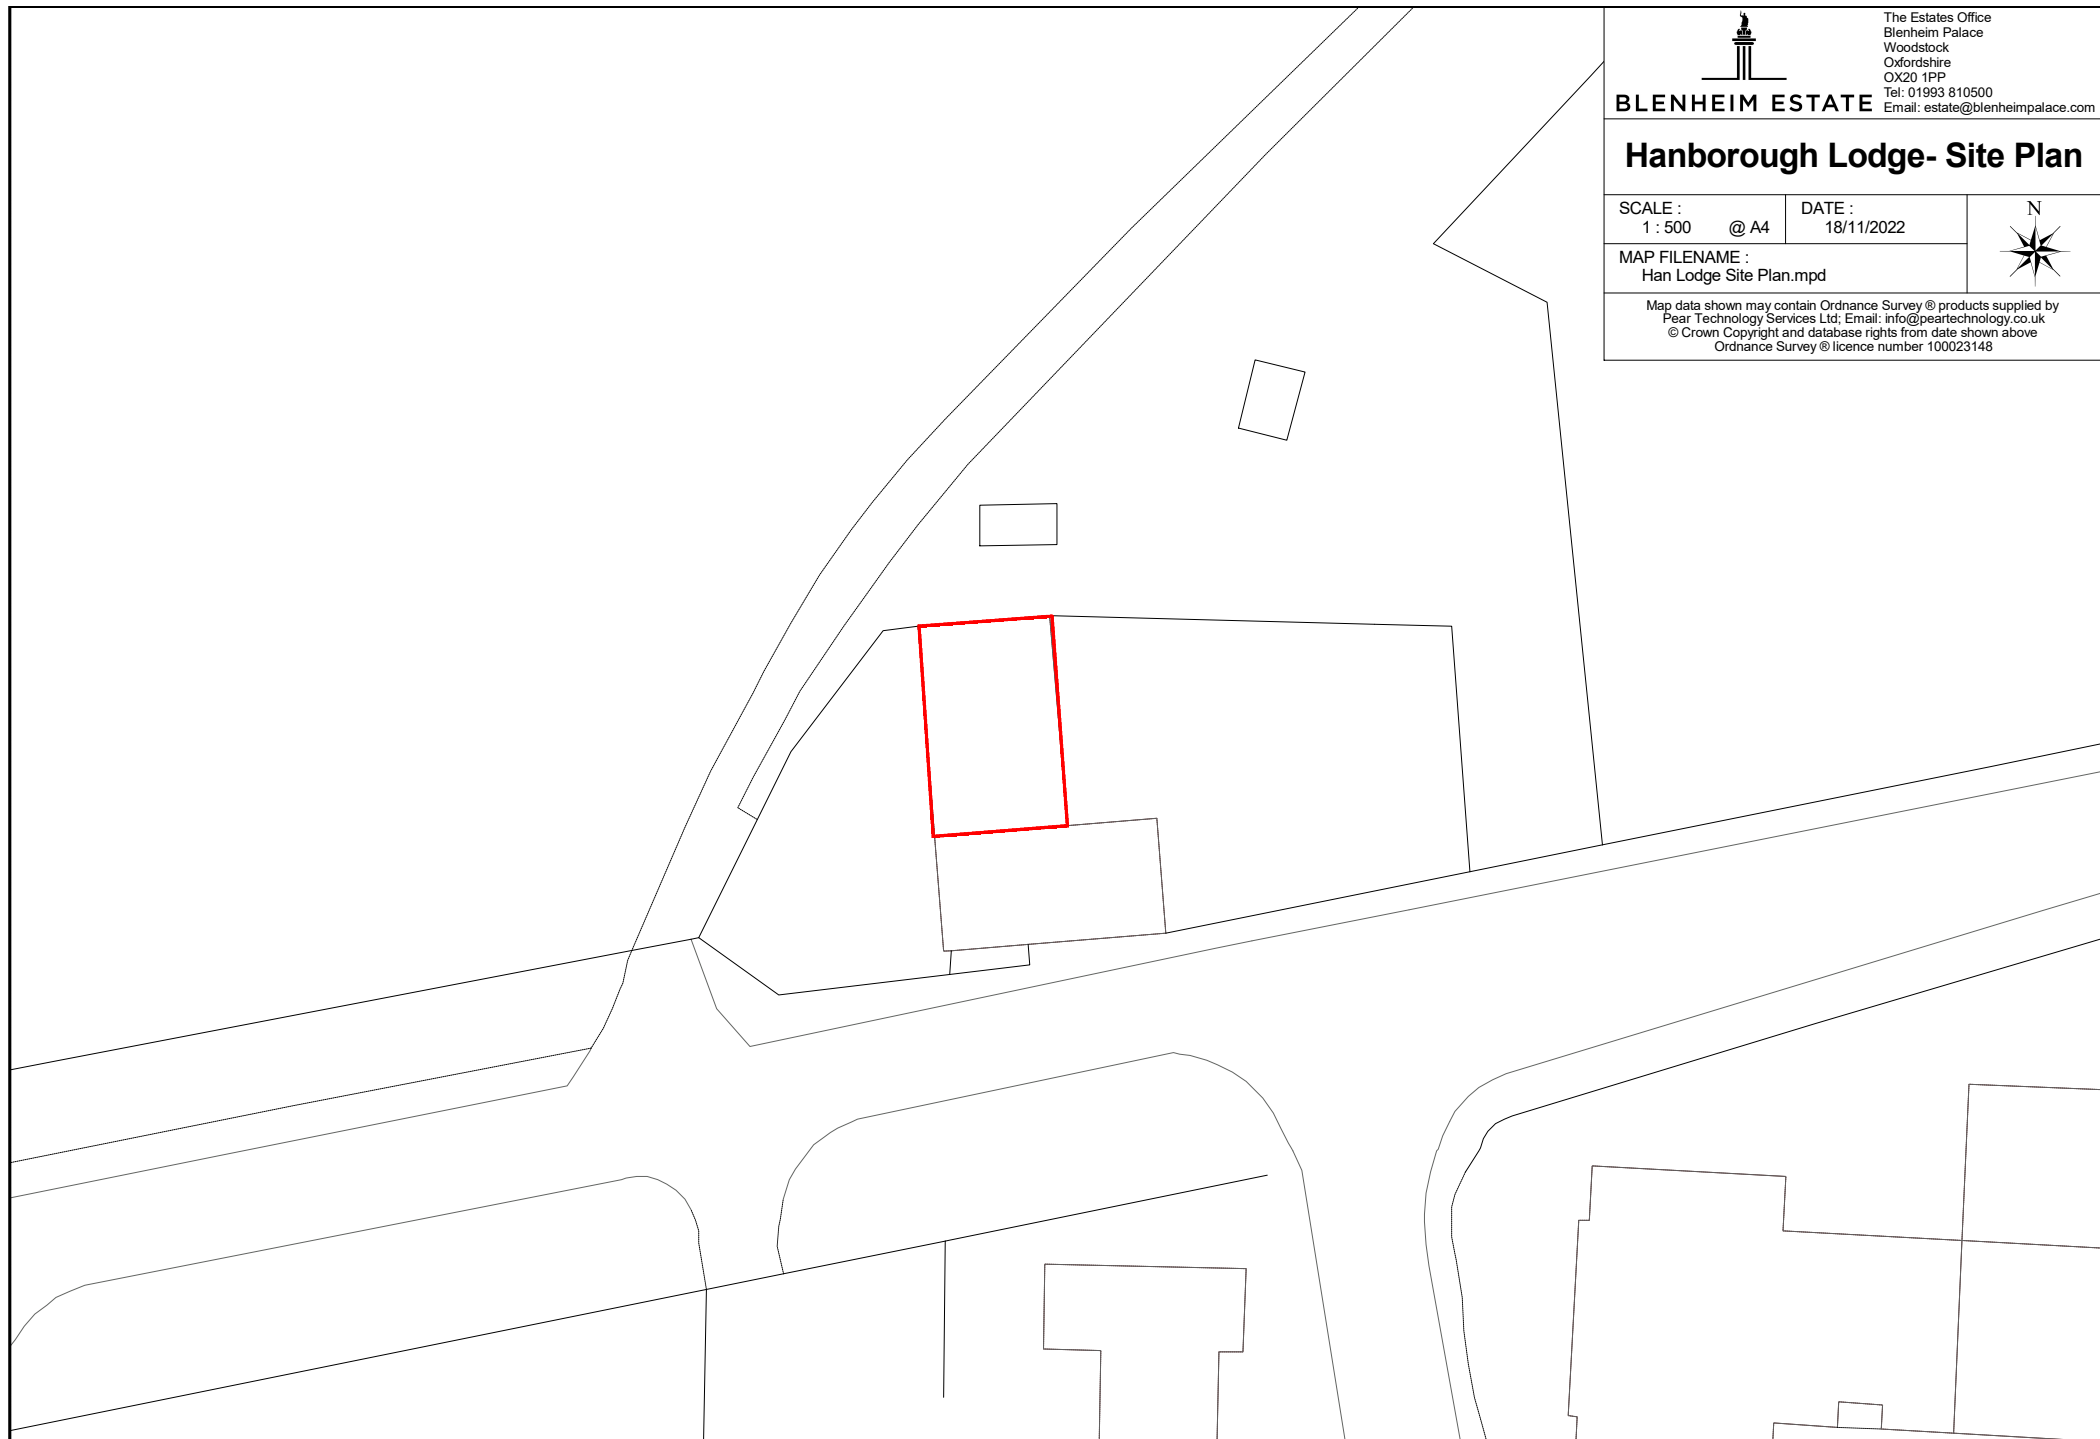 BLENHEIM ESTATE
The Estates Office
Blenheim Palace
Woodstock
Oxfordshire
OX20 1PP
Tel: 01993 810500
Email: estate@blenheimpalace.com
Hanborough Lodge- Site Plan
SCALE :
1 : 500 @ A4
DATE :
18/11/2022
N
MAP FILENAME :
Han Lodge Site Plan.mpd
Map data shown may contain Ordnance Survey ® products supplied by
Pear Technology Services Ltd; Email: info@peartechnology.co.uk
© Crown Copyright and database rights from date shown above
Ordnance Survey ® licence number 100023148